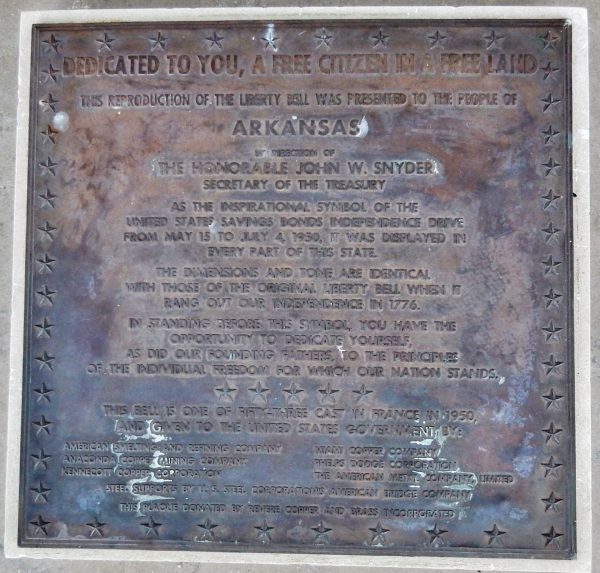 DEDICATED TO YOU, A FREE CITIZEN IN A FREE LAND
THIS REPRODUCTION OF THE LIBERTY BELL WAS PRESENTED TO THE PEOPLE OF
ARKANSAS
BY DIRECTION OF
THE HONORABLE JOHN W. SNYDER
SECRETARY OF THE TREASURY
AS THE INSPIRATIONAL SYMBOL OF THE
UNITED STATES SAVINGS BONDS INDEPENDENCE DRIVE
FROM MAY 15 TO JULY 4, 1950, IT WAS DISPLAYED IN
EVERY PART OF THIS STATE.
THE DIMENSIONS AND TONE ARE IDENTICAL
WITH THOSE OF THE ORIGINAL LIBERTY BELL WHEN IT
RANG OUT OUR INDEPENDENCE IN 1776.
IN STANDING BEFORE THIS SYMBOL, YOU HAVE THE
OPPORTUNITY TO DEDICATE YOURSELF,
AS DID OUR FOUNDING FATHERS, TO THE PRINCIPLES
OF THE INDIVIDUAL FREEDOM FOR WHICH OUR NATION STANDS.
THIS BELL IS ONE OF FIFTY-THREE CAST IN FRANCE IN 1950,
AND GIVEN TO THE UNITED STATES GOVERNMENT BY:
AMERICAN SMELTING AND REFINING COMPANY
ANACONDA COPPER MINING COMPANY
KENNECOTT COPPER CORPORATION
MIAMI COPPER COMPANY
PHELPS DODGE CORPORATION
THE AMERICAN METAL COMPANY, LIMITED
STEEL SUPPORTS BY U. S. STEEL CORPORATION'S AMERICAN BRIDGE COMPANY
THIS PLAQUE DONATED BY REVERE COPPER AND BRASS INCORPORATED